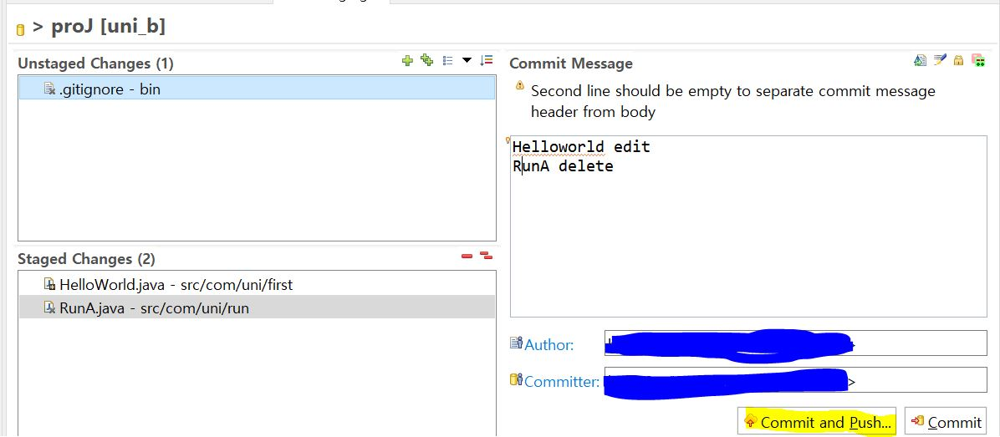 > proJ [uni_b]
Unstaged Changes (1)
.gitignore - bin
Staged Changes (2)
HelloWorld.java - src/com/uni/first
RunA.java - src/com/uni/run
Commit Message
Second line should be empty to separate commit message
header from body
Helloworld edit
RunA delete
Author:
Committer:
>
Commit and Push...
Commit